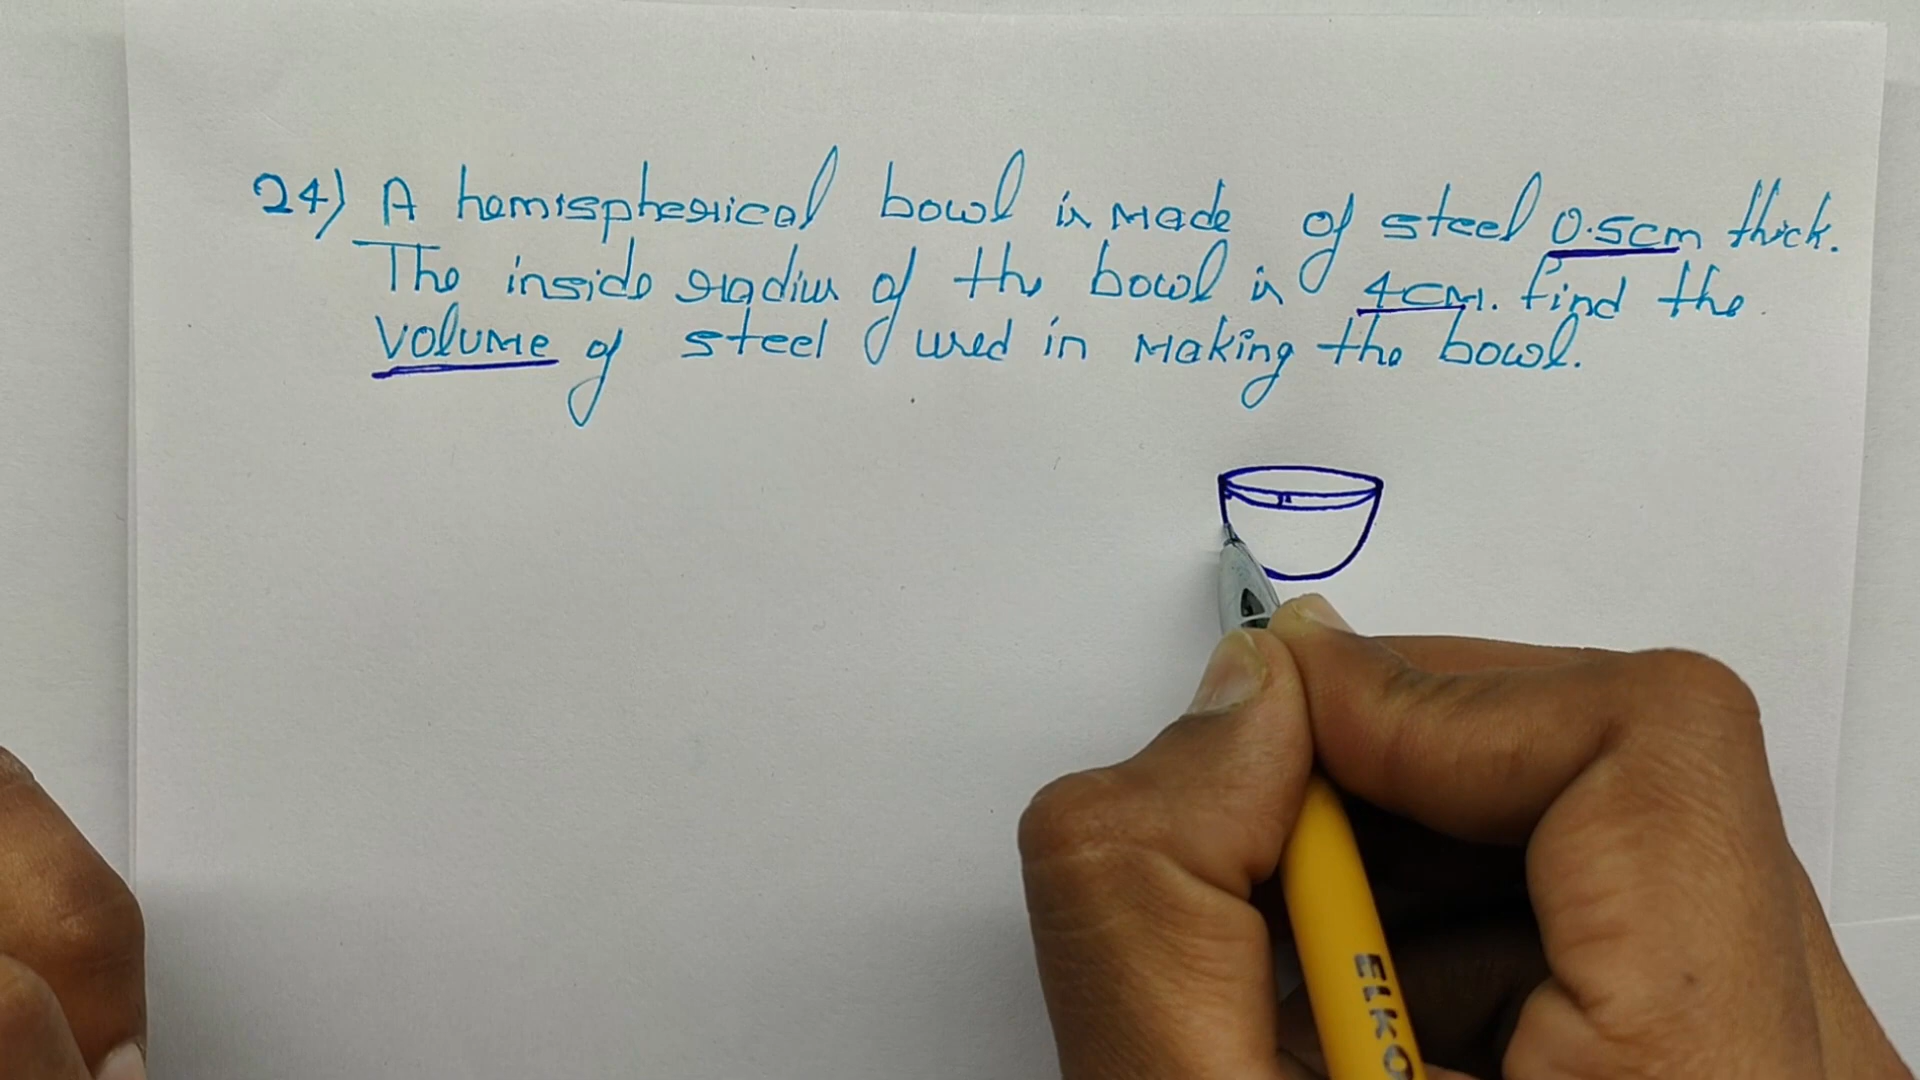 24) A hemispherical bowl is made of steel 0.5cm thick.
The inside radius of the bowl is 4cm. find the
volume of steel used in making the bowl.
ELKO